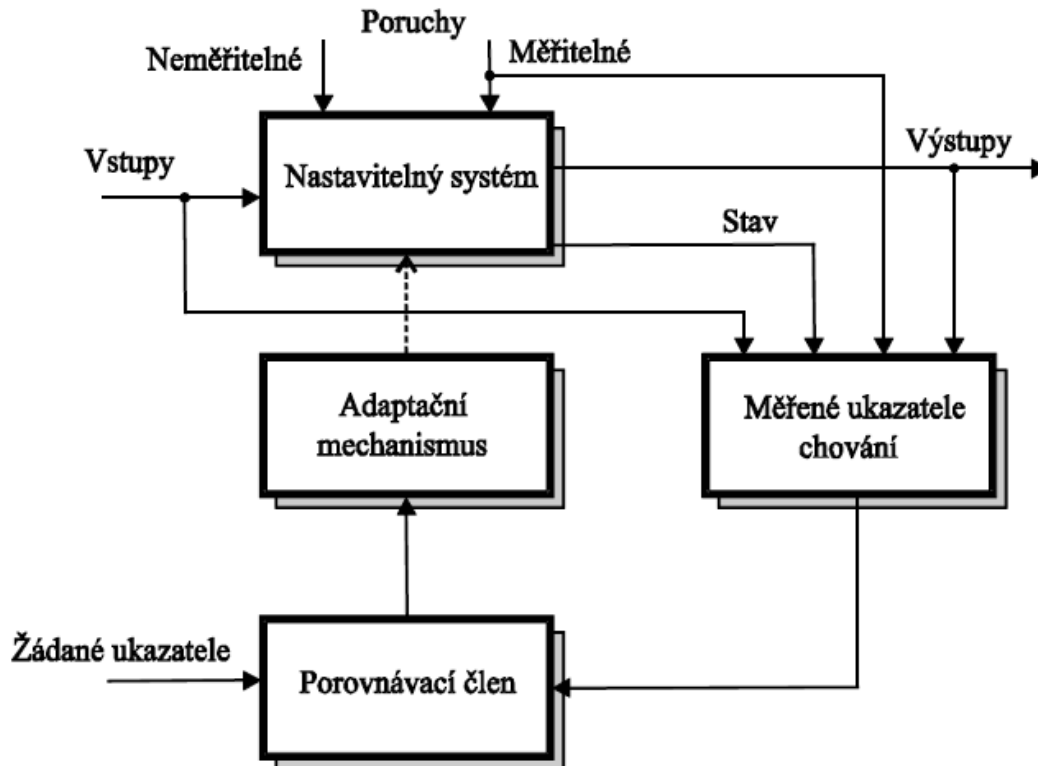 Poruchy
Neměřitelné
Měřitelné
Vstupy
Nastavitelný systém
Výstupy
Stav
Adaptační
mechanismus
Měřené ukazatele
chování
Žádané ukazatele
Porovnávací člen